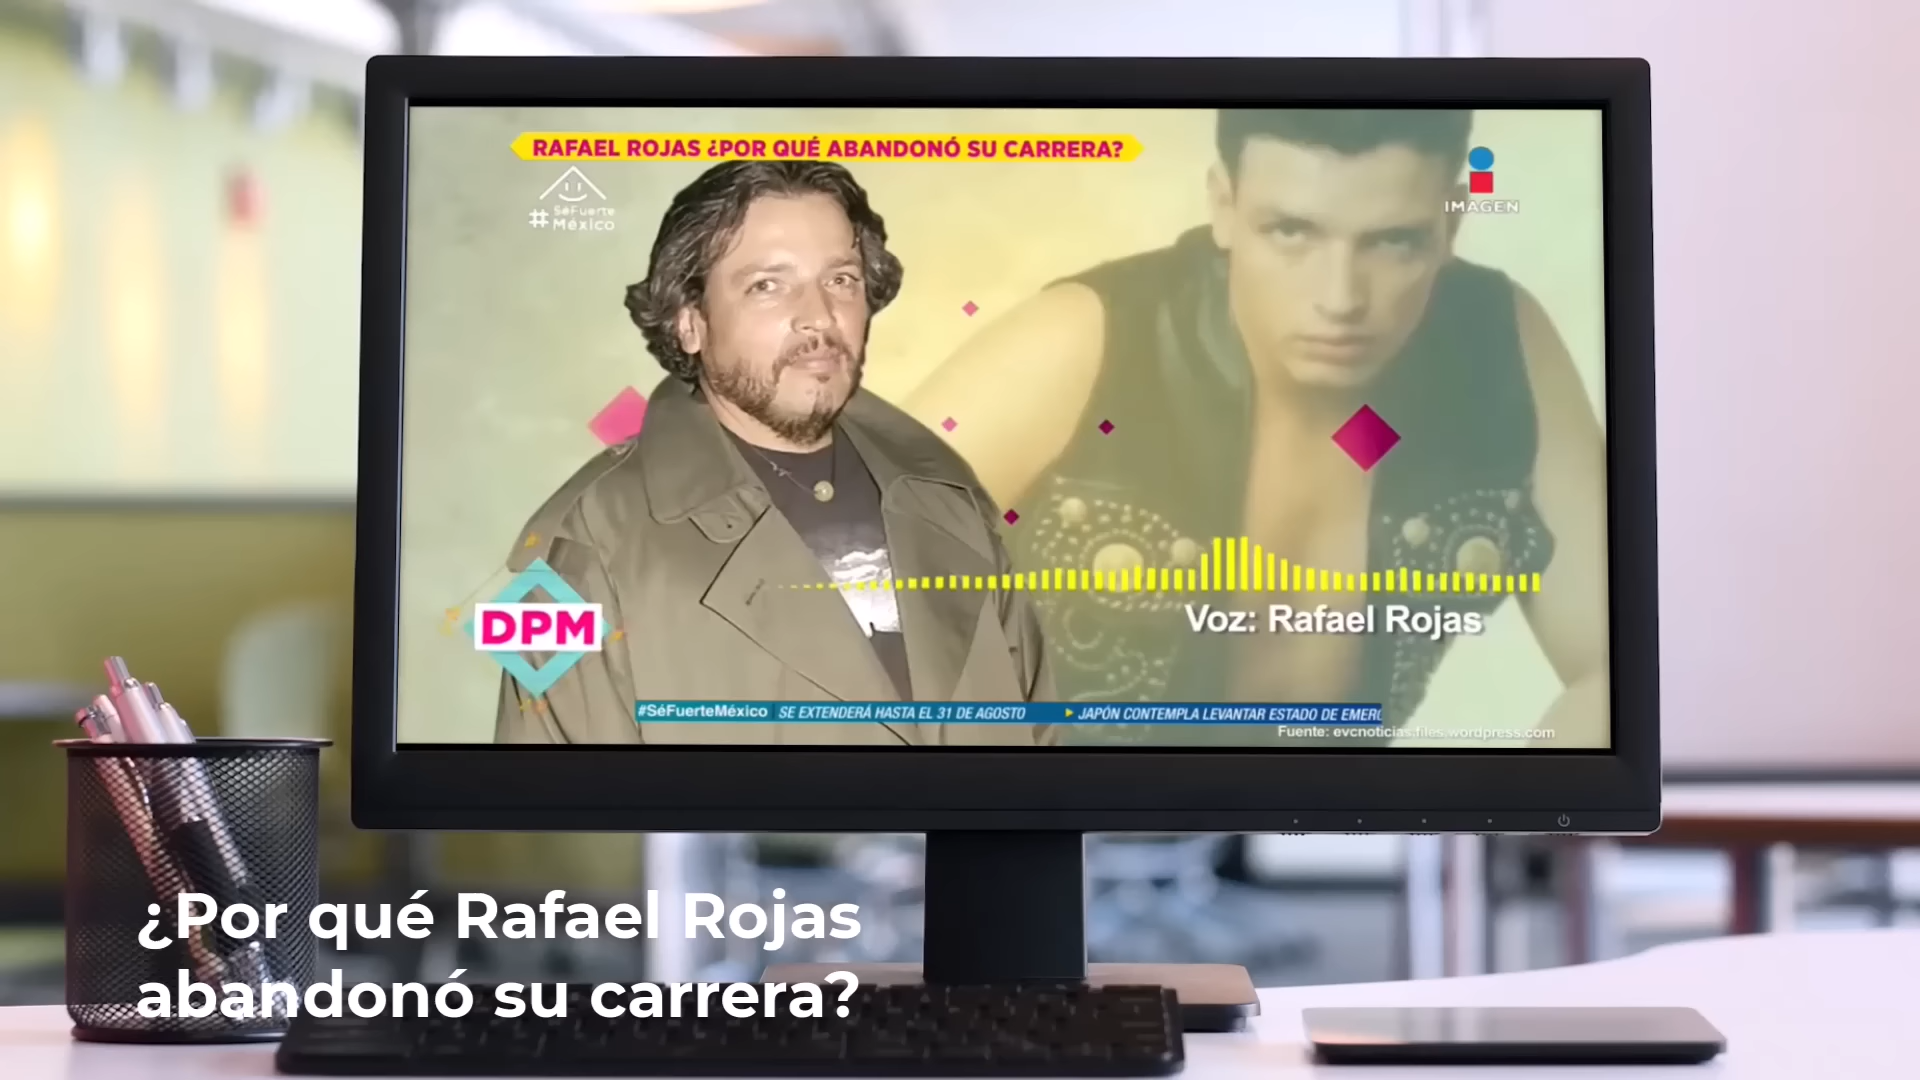 RAFAEL ROJAS ¿POR QUÉ ABANDONÓ SU CARRERA?
#SéFuerte
México
IMAGEN
DPM
Voz: Rafael Rojas
#SéFuerteMéxico SE EXTENDERÁ HASTA EL 31 DE AGOSTO JAPÓN CONTEMPLA LEVANTAR ESTADO DE EMERG
Fuente: evcnoticias.files.wordpress.com
¿Por qué Rafael Rojas
abandonó su carrera?